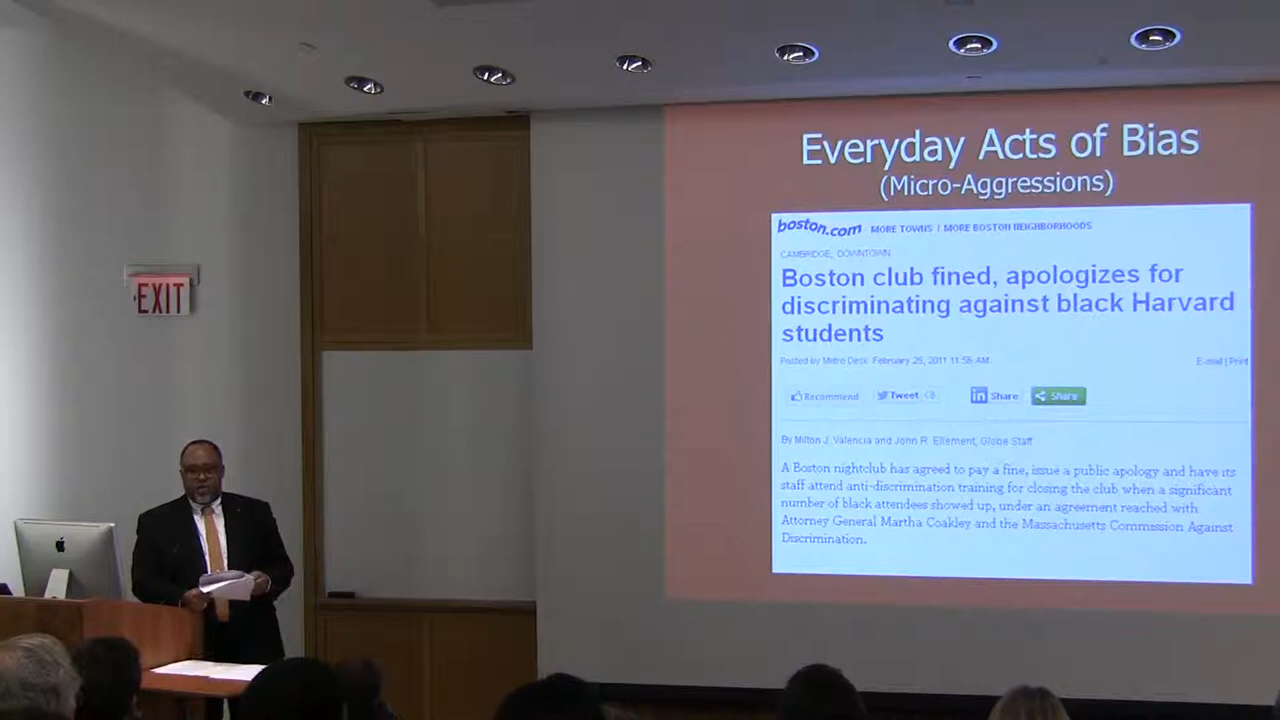 EXIT
Everyday Acts of Bias
(Micro-Aggressions)
boston.com MORE TOWNS | MORE BOSTON NEIGHBORHOODS
CAMBRIDGE, DOWNTOWN
Boston club fined, apologizes for
discriminating against black Harvard
students
Posted by Metro Desk February 25, 2011 11:56 AM
E-mail | Print
Recommend Tweet Share Share
By Milton J. Valencia and John R. Ellement, Globe Staff
A Boston nightclub has agreed to pay a fine, issue a public apology and have its
staff attend anti-discrimination training for closing the club when a significant
number of black attendees showed up, under an agreement reached with
Attorney General Martha Coakley and the Massachusetts Commission Against
Discrimination.